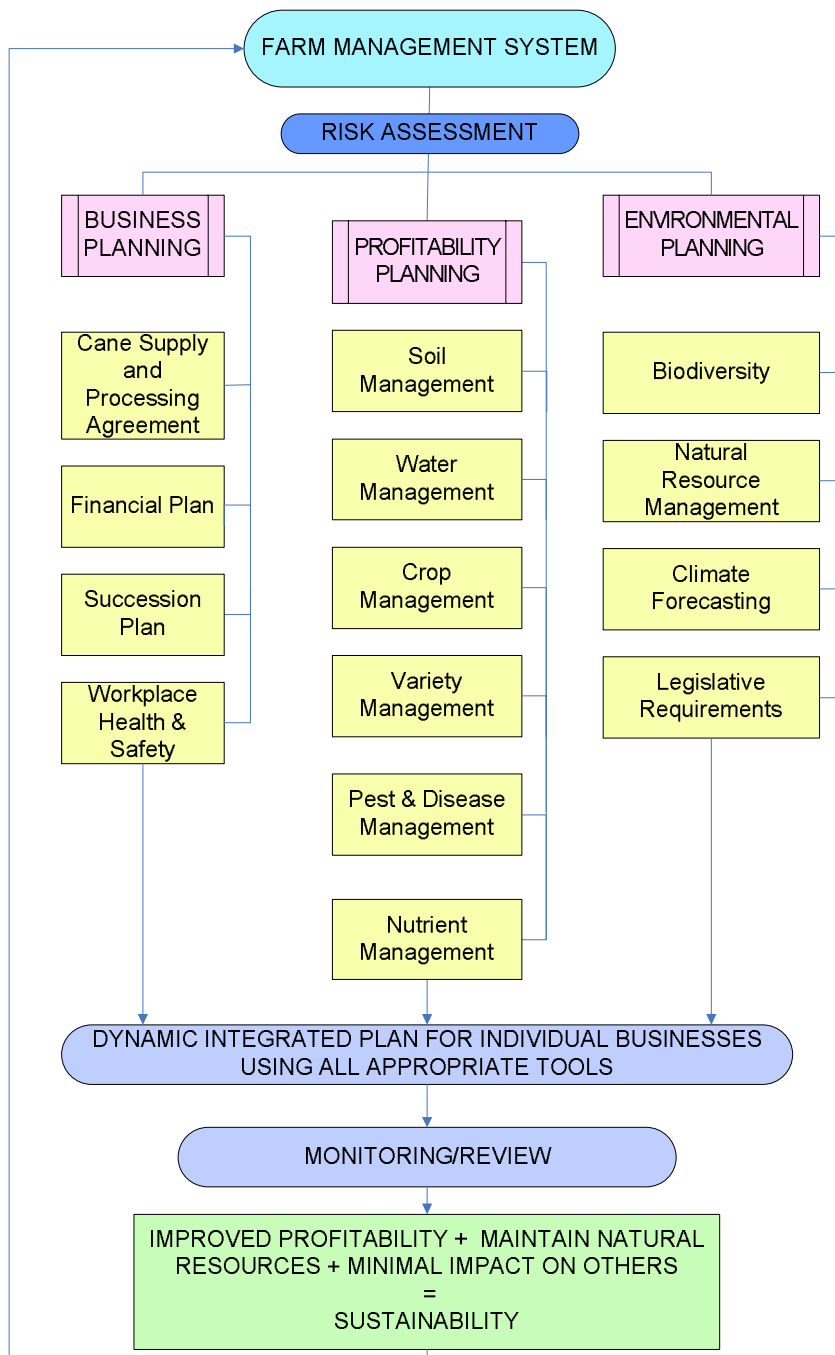 FARM MANAGEMENT SYSTEM
RISK ASSESSMENT
BUSINESS
PLANNING
Cane Supply
and
Processing
Agreement
Financial Plan
Succession
Plan
Workplace
Health &
Safety
PROFITABILITY
PLANNING
Soil
Management
Water
Management
Crop
Management
Variety
Management
Pest & Disease
Management
Nutrient
Management
ENVIRONMENTAL
PLANNING
Biodiversity
Natural
Resource
Management
Climate
Forecasting
Legislative
Requirements
DYNAMIC INTEGRATED PLAN FOR INDIVIDUAL BUSINESSES
USING ALL APPROPRIATE TOOLS
MONITORING/REVIEW
IMPROVED PROFITABILITY + MAINTAIN NATURAL
RESOURCES + MINIMAL IMPACT ON OTHERS
=
SUSTAINABILITY